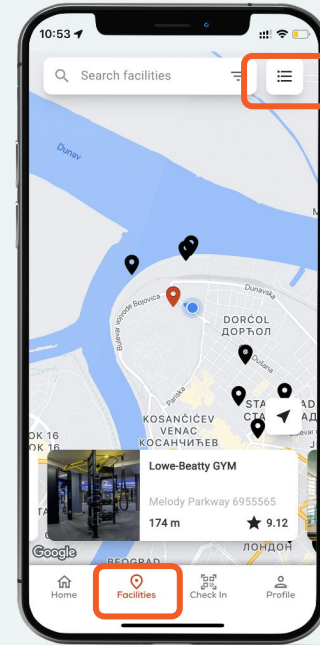 10:53
Search facilities
Dunav
Bulevar vojvode Bojovića
Dunavska
DORĆOL
ДОРЋОЛ
Dušana
Pariska
KOSANČIĆEV
VENAC
КОСАНЧИЋЕВ
OK 16
ОК 16
Lowe-Beatty GYM
Melody Parkway 6955565
174 m
9.12
Google
ЛОНДОН
BEOGRAD
Home
Facilities
Check In
Profile